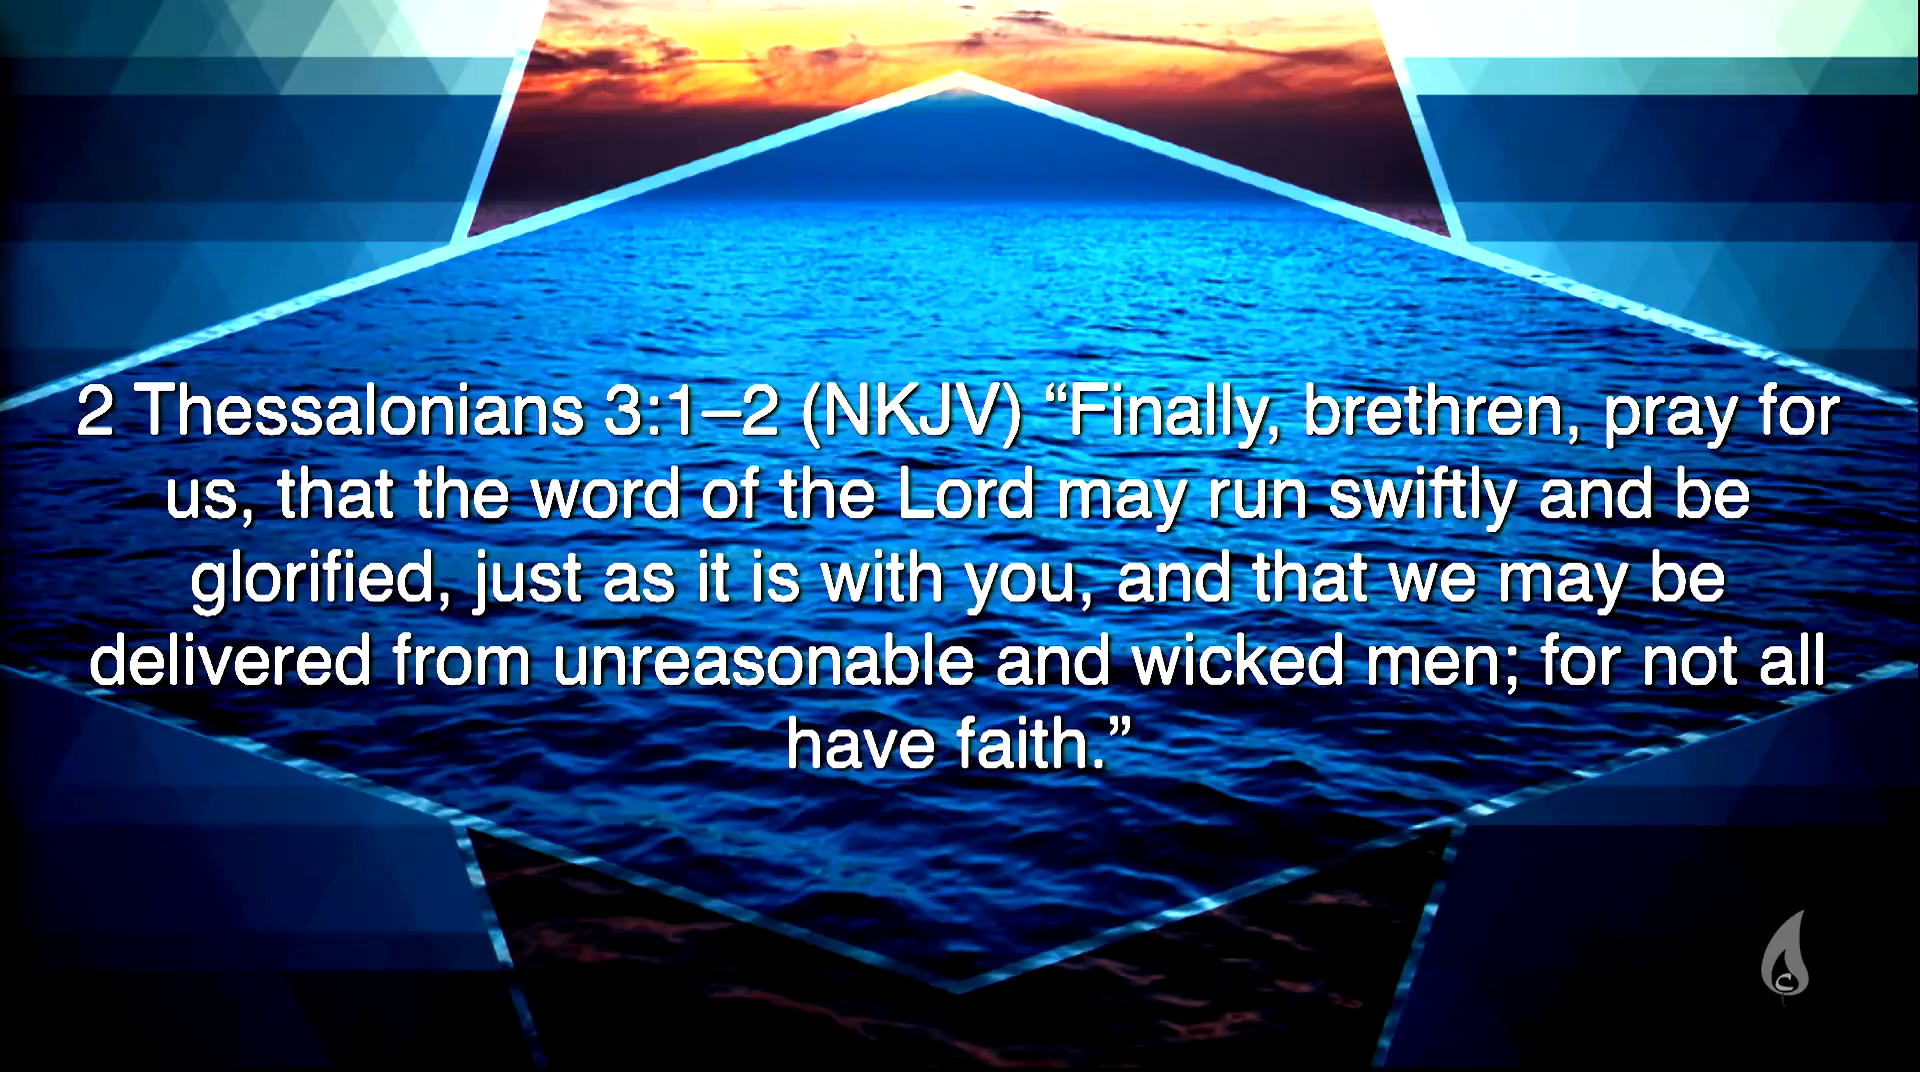 2 Thessalonians 3:1–2 (NKJV) “Finally, brethren, pray for
us, that the word of the Lord may run swiftly and be
glorified, just as it is with you, and that we may be
delivered from unreasonable and wicked men; for not all
have faith.”
C